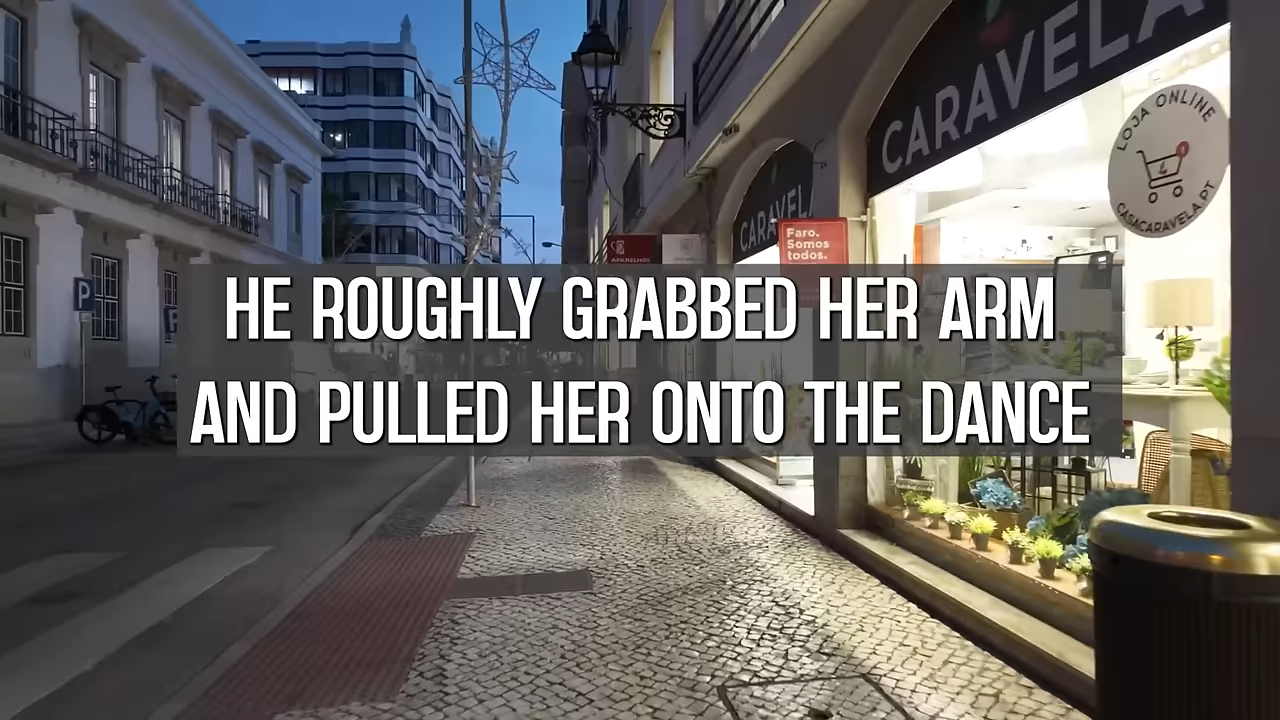 CARAVELA
LOJA ONLINE
CASACARAVELA.PT
CARAVELA
Faro.
Somos
todos.
P
HE ROUGHLY GRABBED HER ARM
AND PULLED HER ONTO THE DANCE